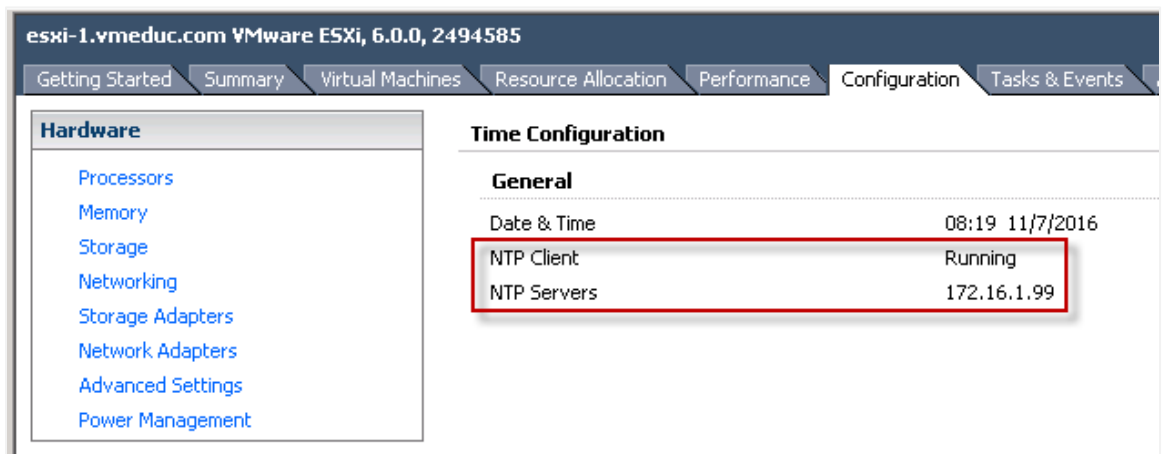 esxi-1.vmeduc.com VMware ESXi, 6.0.0, 2494585
Getting Started Summary Virtual Machines Resource Allocation Performance Configuration Tasks & Events
Hardware
Processors
Memory
Storage
Networking
Storage Adapters
Network Adapters
Advanced Settings
Power Management
Time Configuration
General
Date & Time 08:19 11/7/2016
NTP Client Running
NTP Servers 172.16.1.99